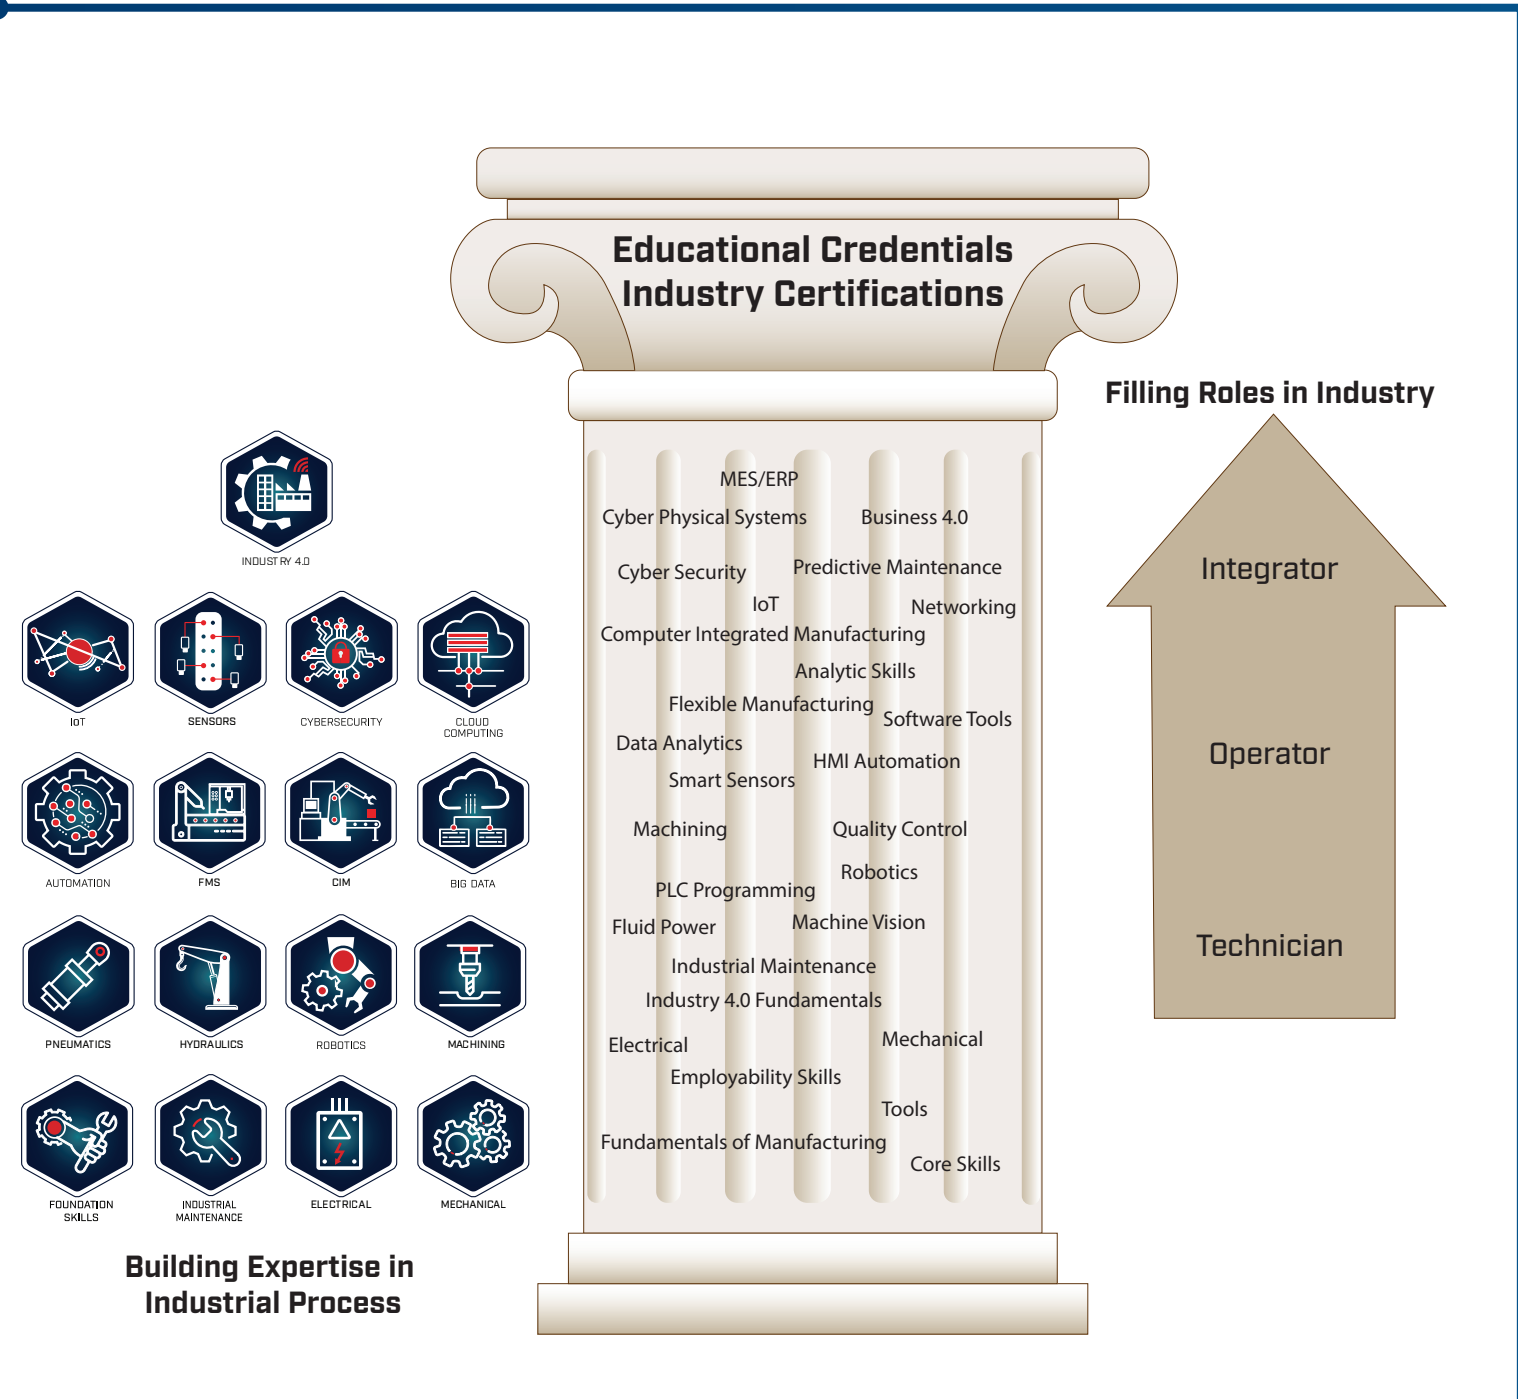 Educational Credentials
Industry Certifications
Filling Roles in Industry
Integrator
Operator
Technician
MES/ERP
Cyber Physical Systems
Business 4.0
Cyber Security
Predictive Maintenance
IoT
Networking
Computer Integrated Manufacturing
Analytic Skills
Flexible Manufacturing
Software Tools
Data Analytics
HMI Automation
Smart Sensors
Machining
Quality Control
Robotics
PLC Programming
Fluid Power
Machine Vision
Industrial Maintenance
Industry 4.0 Fundamentals
Electrical
Mechanical
Employability Skills
Tools
Fundamentals of Manufacturing
Core Skills
INDUSTRY 4.0
IoT
SENSORS
CYBERSECURITY
CLOUD
COMPUTING
AUTOMATION
FMS
CIM
BIG DATA
PNEUMATICS
HYDRAULICS
ROBOTICS
MACHINING
FOUNDATION
SKILLS
INDUSTRIAL
MAINTENANCE
ELECTRICAL
MECHANICAL
Building Expertise in
Industrial Process